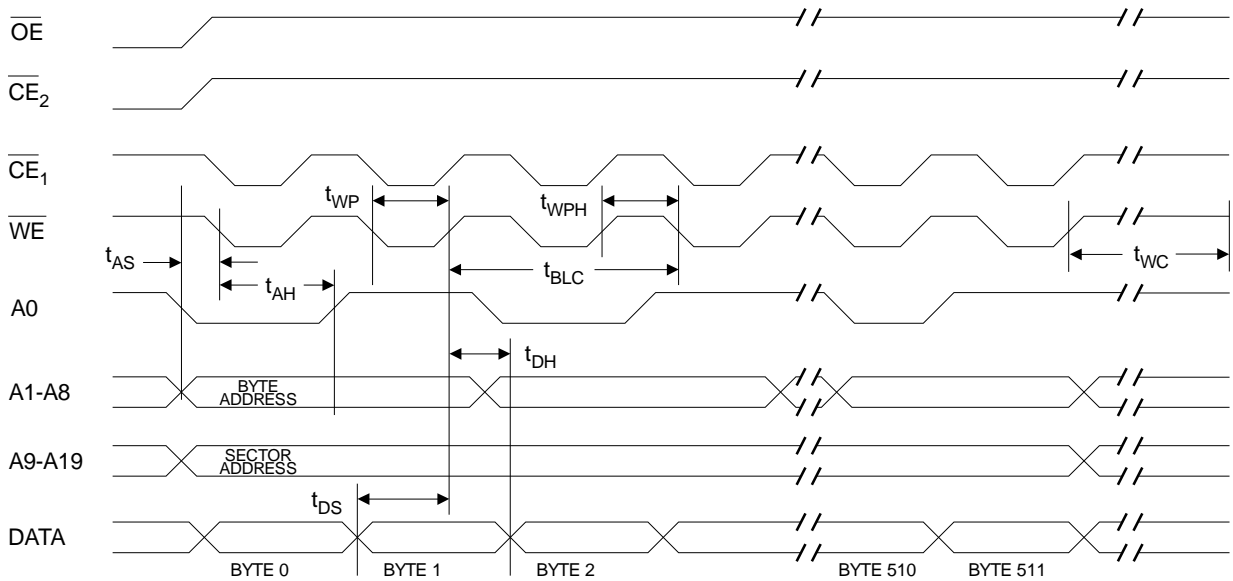 OE
CE2
CE1
tWP
tWPH
WE
tAS
tAH
tBLC
tWC
A0
tDH
A1-A8
BYTE
ADDRESS
A9-A19
SECTOR
ADDRESS
tDS
DATA
BYTE 0
BYTE 1
BYTE 2
BYTE 510
BYTE 511